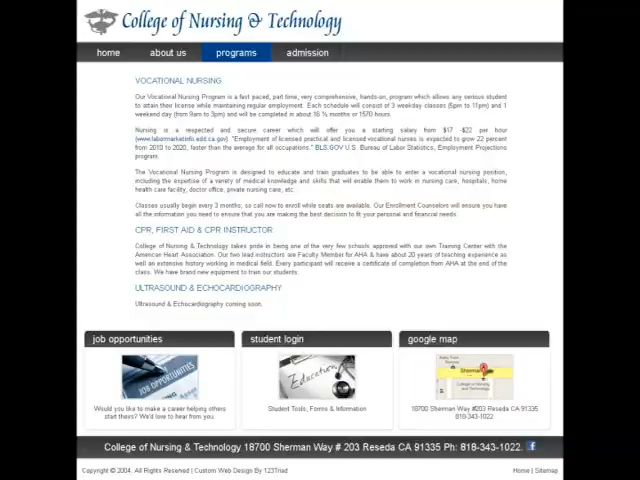 College of Nursing & Technology
home about us programs admission
VOCATIONAL NURSING
Our Vocational Nursing Program is a fast paced, part time, very comprehensive, hands-on, program which allows any serious student
to attain their license while maintaining regular employment. Each schedule will consist of 3 weekday classes (5pm to 11pm) and 1
weekend day (from 9am to 3pm) and will be completed in about 16 ½ months or 1570 hours.
Nursing is a respected and secure career which will offer you a starting salary from $17 -$22 per hour
(www.labormarketinfo.edd.ca.gov) "Employment of licensed practical and licensed vocational nurses is expected to grow 22 percent
from 2010 to 2020, faster than the average for all occupations." BLS.GOV U.S. Bureau of Labor Statistics, Employment Projections
program.
The Vocational Nursing Program is designed to educate and train graduates to be able to enter a vocational nursing position,
including the expertise of a variety of medical knowledge and skills that will enable them to work in nursing care, hospitals, home
health care facility, doctor office, private nursing care, etc.
Classes usually begin every 3 months; so call now to enroll while seats are available. Our Enrollment Counselors will ensure you have
all the information you need to ensure that you are making the best decision to fit your personal and financial needs.
CPR, FIRST AID & CPR INSTRUCTOR
College of Nursing & Technology takes pride in being one of the very few schools approved with our own Training Center with the
American Heart Association. Our two lead instructors are Faculty Member for AHA & have about 20 years of teaching experience as
well an extensive history working in medical field. Every participant will receive a certificate of completion from AHA at the end of the
class. We have brand new equipment to train our students.
ULTRASOUND & ECHOCARDIOGRAPHY
Ultrasound & Echocardiography coming soon.
job opportunities student login google map
JOB OPPORTUNITIES
Education
Sherman
College of Nursing
and Technology
Would you like to make a career helping others
start theirs? We'd love to hear from you.
Student Tools, Forms & Information
18700 Sherman Way #203 Reseda CA 91335
818-343-1022
College of Nursing & Technology 18700 Sherman Way # 203 Reseda CA 91335 Ph: 818-343-1022. f
Copyright © 2004. All Rights Reserved | Custom Web Design By 123Triad
Home | Sitemap